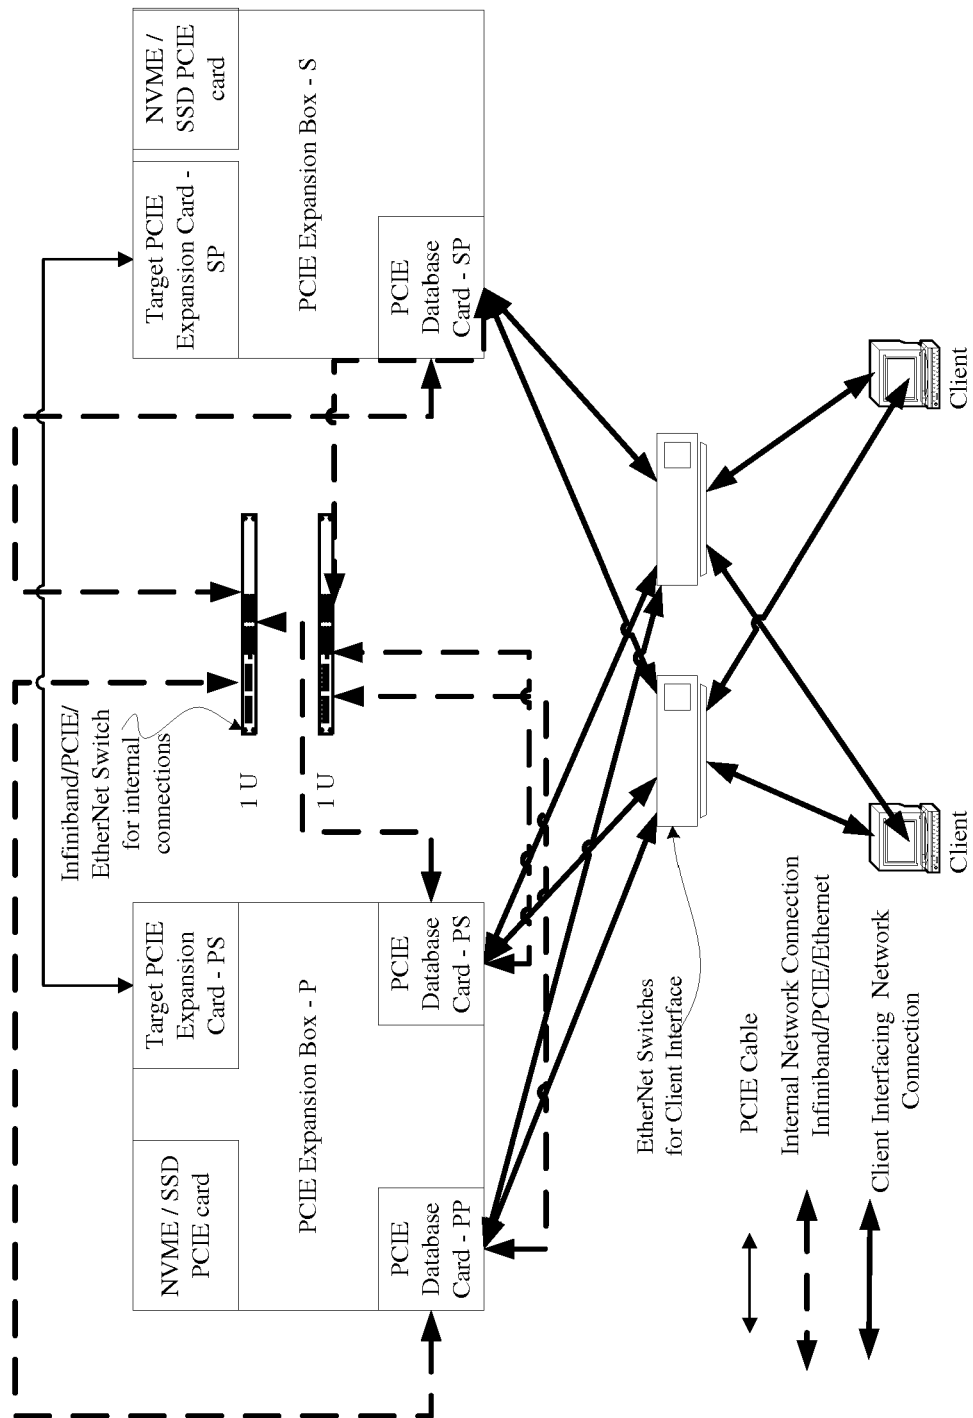 NVME / SSD
PCIE card
Target PCIE
Expansion
Card - PS
PCIE Expansion Box - P
PCIE
Database
Card - PP
PCIE
Database
Card - PS
Infiniband/PCIE/
EtherNet Switch
for internal
connections
1 U
1 U
Target PCIE
Expansion Card -
SP
NVME /
SSD PCIE
card
PCIE Expansion Box - S
PCIE
Database
Card - SP
EtherNet Switches
for Client Interface
PCIE Cable
Internal Network Connection
Infiniband/PCIE/Ethernet
Client Interfacing Network
Connection
Client
Client